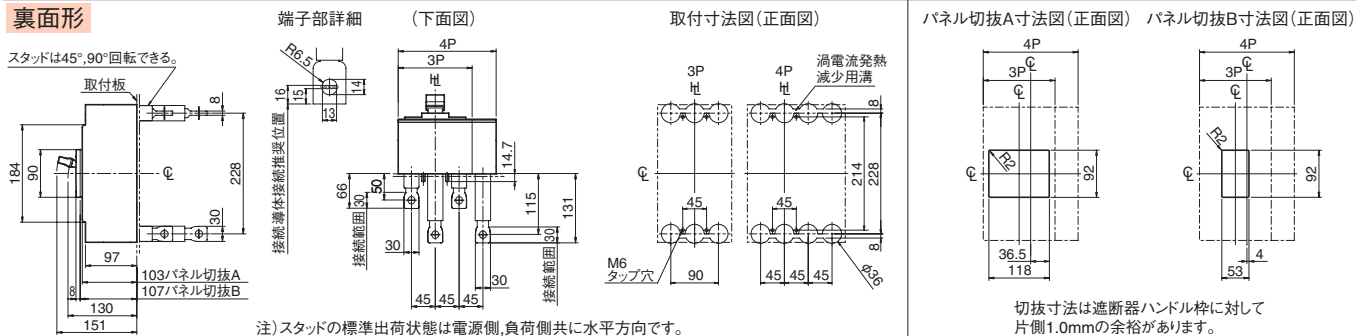 裏面形
スタッドは45°,90°回転できる。
取付板
8
184
90
℄
228
30
97
103パネル切抜A
107パネル切抜B
8
130
151
端子部詳細
R6.5
14
16
15
13
接続導体接続推奨位置
(下面図)
4P
3P
14.7
66
50
30
接続範囲
115
131
30
接続範囲
30
30
45 45 45
注)スタッドの標準出荷状態は電源側,負荷側共に水平方向です。
取付寸法図(正面図)
渦電流発熱
減少用溝
3P
4P
8
214
228
45
45
8
M6
タップ穴
90
45 45 45
φ36
パネル切抜A寸法図(正面図)
4P
℄
3P
℄
R2
℄
92
36.5
118
パネル切抜B寸法図(正面図)
4P
℄
3P
℄
R2
℄
92
4
53
切抜寸法は遮断器ハンドル枠に対して
片側1.0mmの余裕があります。